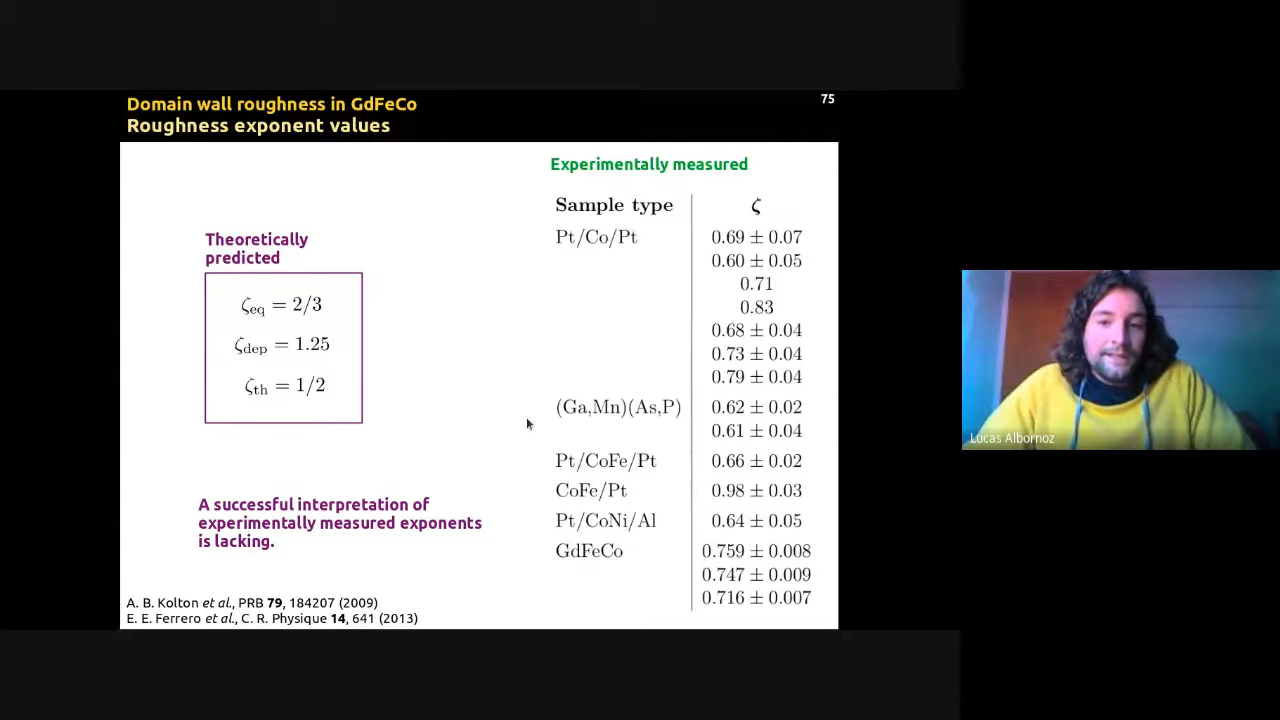 Domain wall roughness in GdFeCo
75
Roughness exponent values
Experimentally measured
Sample type ζ
Pt/Co/Pt 0.69 ± 0.07
0.60 ± 0.05
0.71
0.83
0.68 ± 0.04
0.73 ± 0.04
0.79 ± 0.04
(Ga,Mn)(As,P) 0.62 ± 0.02
0.61 ± 0.04
Pt/CoFe/Pt 0.66 ± 0.02
CoFe/Pt 0.98 ± 0.03
Pt/CoNi/Al 0.64 ± 0.05
GdFeCo 0.759 ± 0.008
0.747 ± 0.009
0.716 ± 0.007
Theoretically
predicted
ζeq = 2/3
ζdep = 1.25
ζth = 1/2
A successful interpretation of
experimentally measured exponents
is lacking.
A. B. Kolton et al., PRB 79, 184207 (2009)
E. E. Ferrero et al., C. R. Physique 14, 641 (2013)
Lucas Albornoz